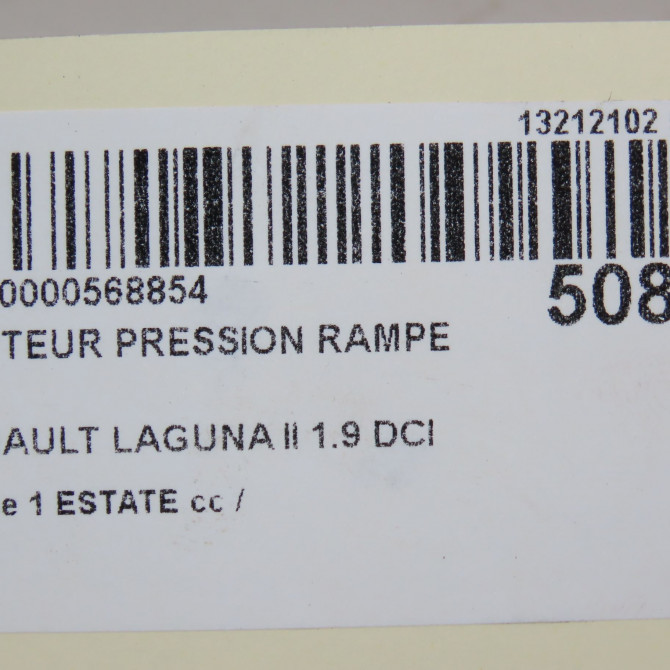 13212102
0000568854
508
TEUR PRESSION RAMPE
AULT LAGUNA II 1.9 DCI
e 1 ESTATE cc /